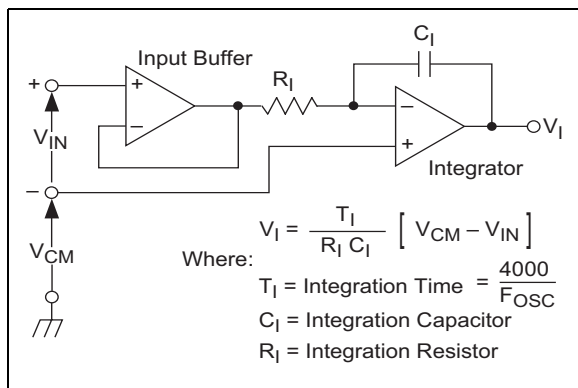 C_I
Input Buffer
R_I
+
+
−
−
+
V_I
V_IN
Integrator
−
V_CM
V_I = T_I / (R_I C_I) [ V_CM – V_IN ]
Where:
T_I = Integration Time = 4000 / F_OSC
C_I = Integration Capacitor
R_I = Integration Resistor